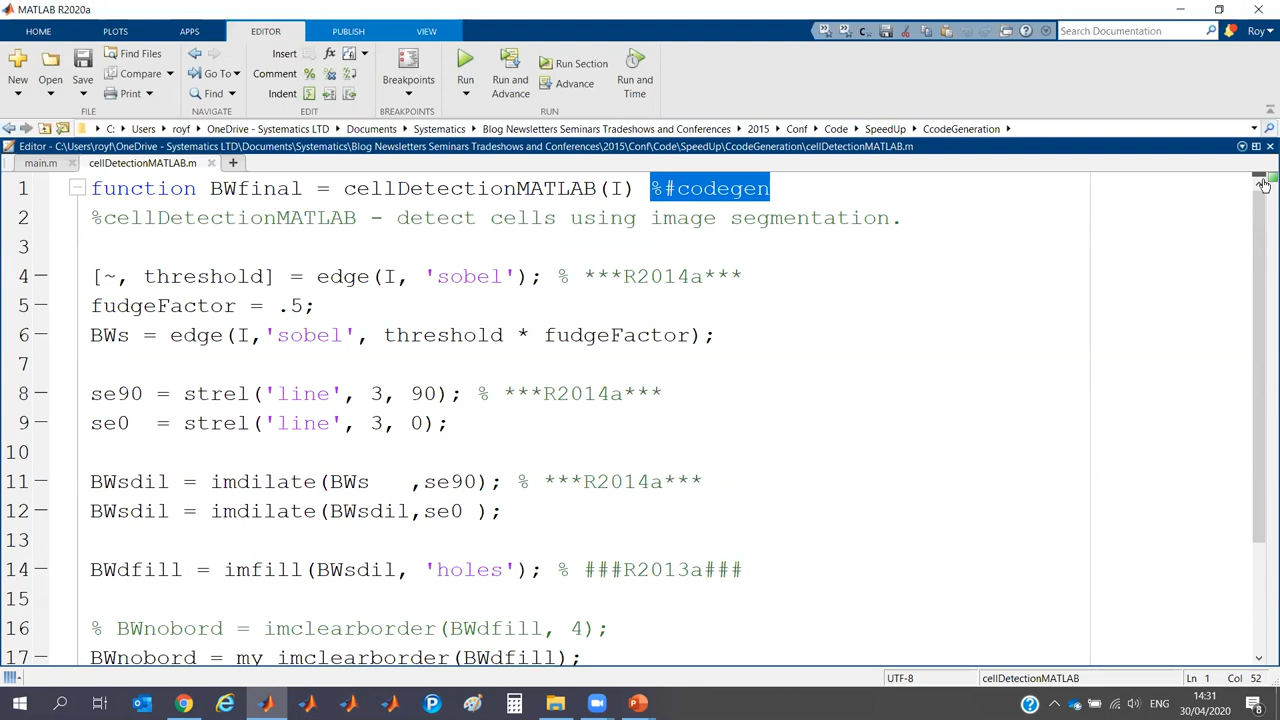 MATLAB R2020a
HOME PLOTS APPS EDITOR PUBLISH VIEW
Search Documentation Roy
New Open Save Find Files Compare Print
Go To Find
Insert fx
Comment % %
Indent
Breakpoints
Run Run and Advance Run Section Advance Run and Time
FILE NAVIGATE EDIT BREAKPOINTS RUN
C: Users royf OneDrive - Systematics LTD Documents Systematics Blog Newsletters Seminars Tradeshows and Conferences 2015 Conf Code SpeedUp CcodeGeneration
Editor - C:\Users\royf\OneDrive - Systematics LTD\Documents\Systematics\Blog Newsletters Seminars Tradeshows and Conferences\2015\Conf\Code\SpeedUp\CcodeGeneration\cellDetectionMATLAB.m
main.m cellDetectionMATLAB.m
1 function BWfinal = cellDetectionMATLAB(I) %#codegen
2 %cellDetectionMATLAB - detect cells using image segmentation.
3
4 [~, threshold] = edge(I, 'sobel'); % ***R2014a***
5 fudgeFactor = .5;
6 BWs = edge(I,'sobel', threshold * fudgeFactor);
7
8 se90 = strel('line', 3, 90); % ***R2014a***
9 se0  = strel('line', 3, 0);
10
11 BWsdil = imdilate(BWs   ,se90); % ***R2014a***
12 BWsdil = imdilate(BWsdil,se0 );
13
14 BWdfill = imfill(BWsdil, 'holes'); % ###R2013a###
15
16 % BWnobord = imclearborder(BWdfill, 4);
17 BWnobord = my_imclearborder(BWdfill);
UTF-8 cellDetectionMATLAB Ln 1 Col 52
ENG 14:31
30/04/2020 8